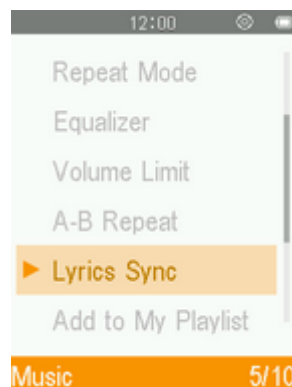 12:00
Repeat Mode
Equalizer
Volume Limit
A-B Repeat
Lyrics Sync
Add to My Playlist
Music 5/10